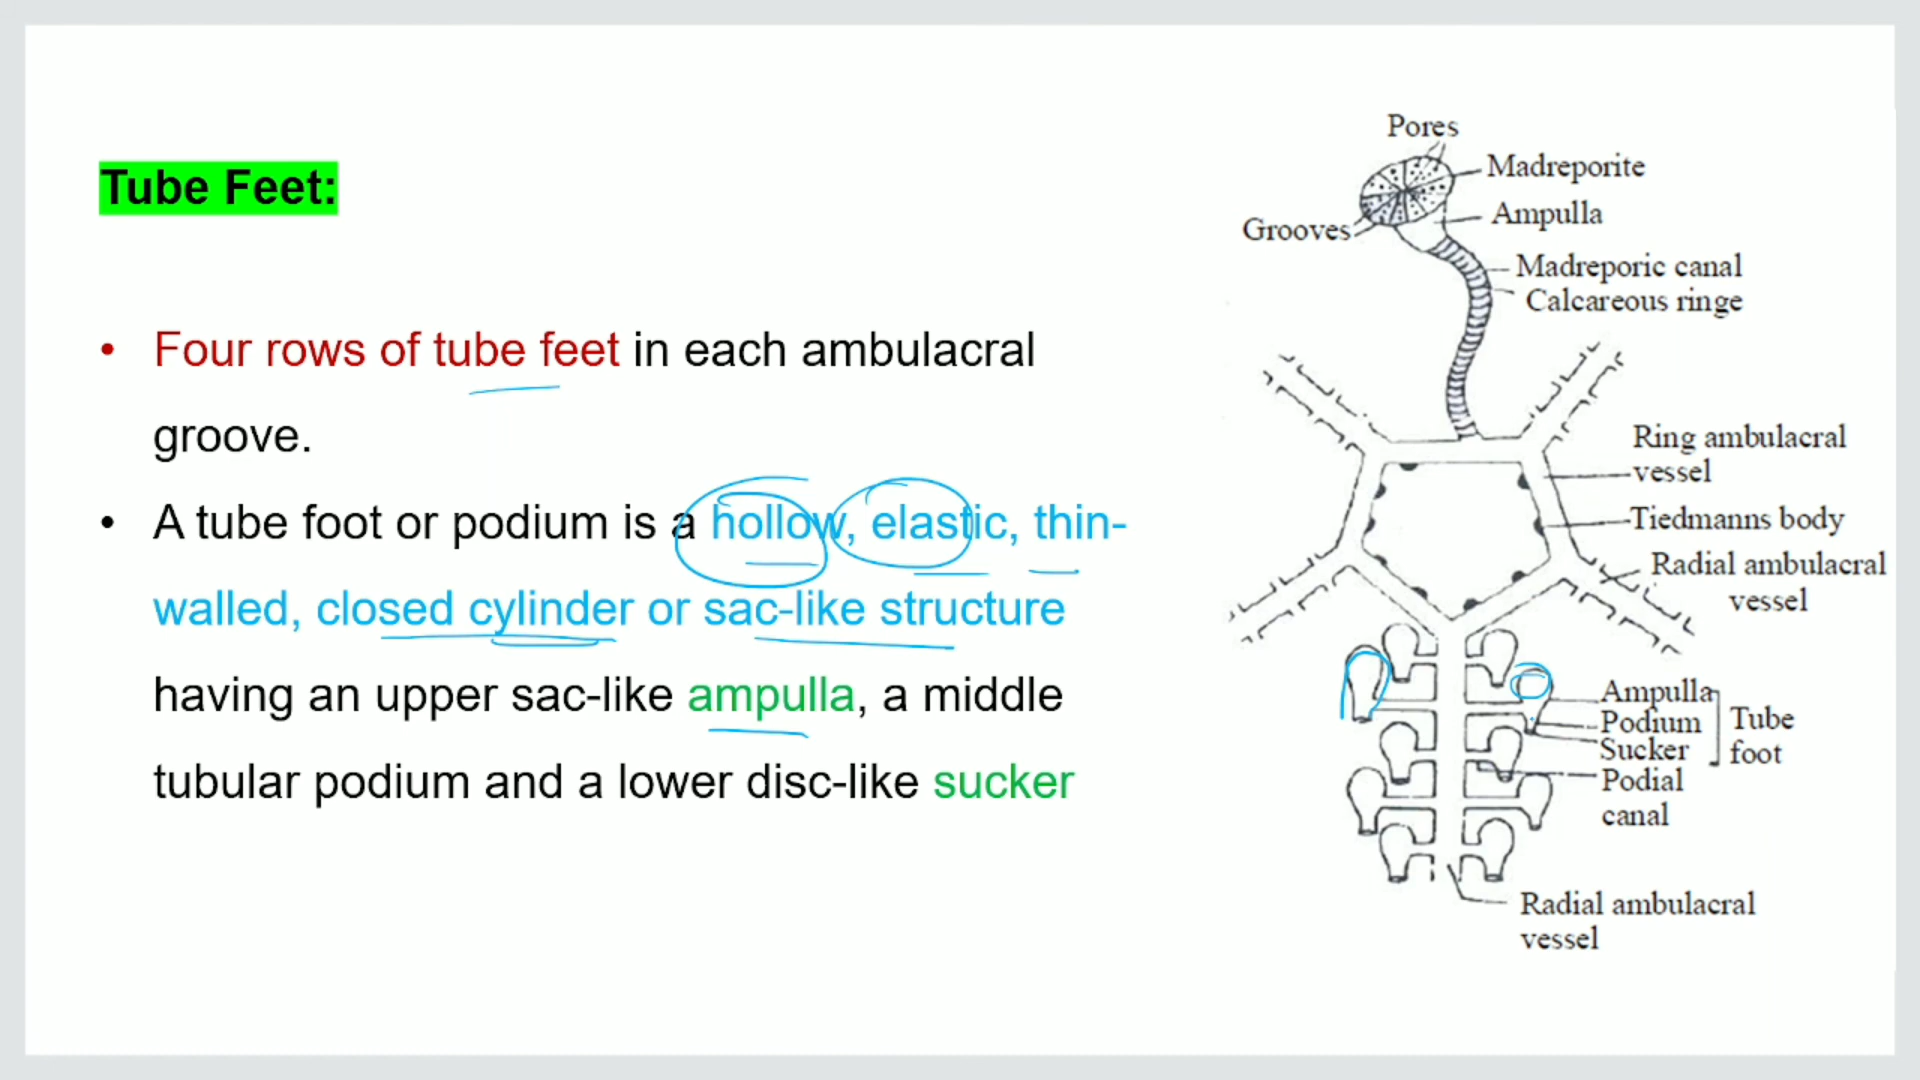 Tube Feet:
• Four rows of tube feet in each ambulacral
groove.
• A tube foot or podium is a hollow, elastic, thin-
walled, closed cylinder or sac-like structure
having an upper sac-like ampulla, a middle
tubular podium and a lower disc-like sucker
Pores
Madreporite
Ampulla
Grooves
Madreporic canal
Calcareous ringe
Ring ambulacral
vessel
Tiedmanns body
Radial ambulacral
vessel
Ampulla
Podium
Sucker
Tube
foot
Podial
canal
Radial ambulacral
vessel